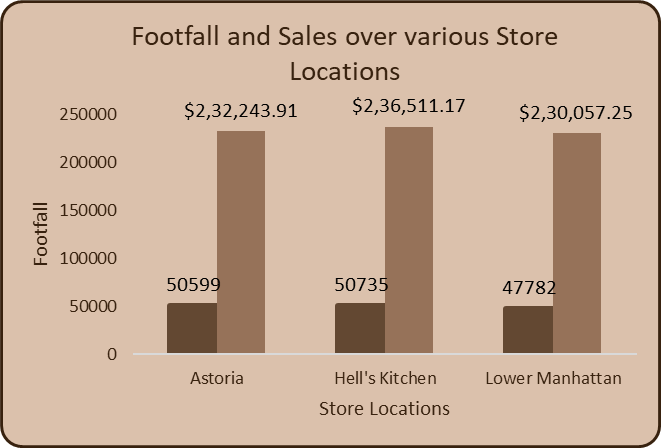 Footfall and Sales over various Store
Locations
Footfall
250000
200000
150000
100000
50000
0
$2,32,243.91
$2,36,511.17
$2,30,057.25
50599
50735
47782
Astoria
Hell's Kitchen
Lower Manhattan
Store Locations